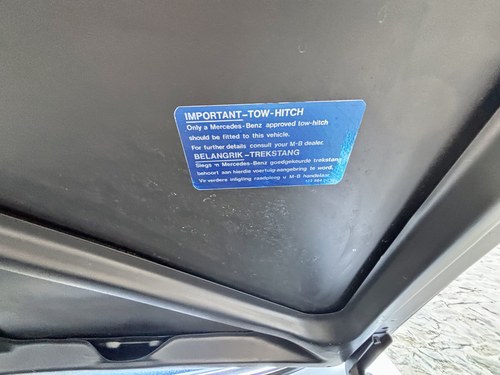 IMPORTANT–TOW-HITCH
Only a Mercedes-Benz approved tow-hitch
should be fitted to this vehicle.
For further details consult your M-B dealer.
BELANGRIK–TREKSTANG
Slegs 'n Mercedes-Benz goedgekeurde trekstang
behoort aan hierdie voertuig aangebring te word.
Vir verdere inligting raadpleeg u M-B handelaar.